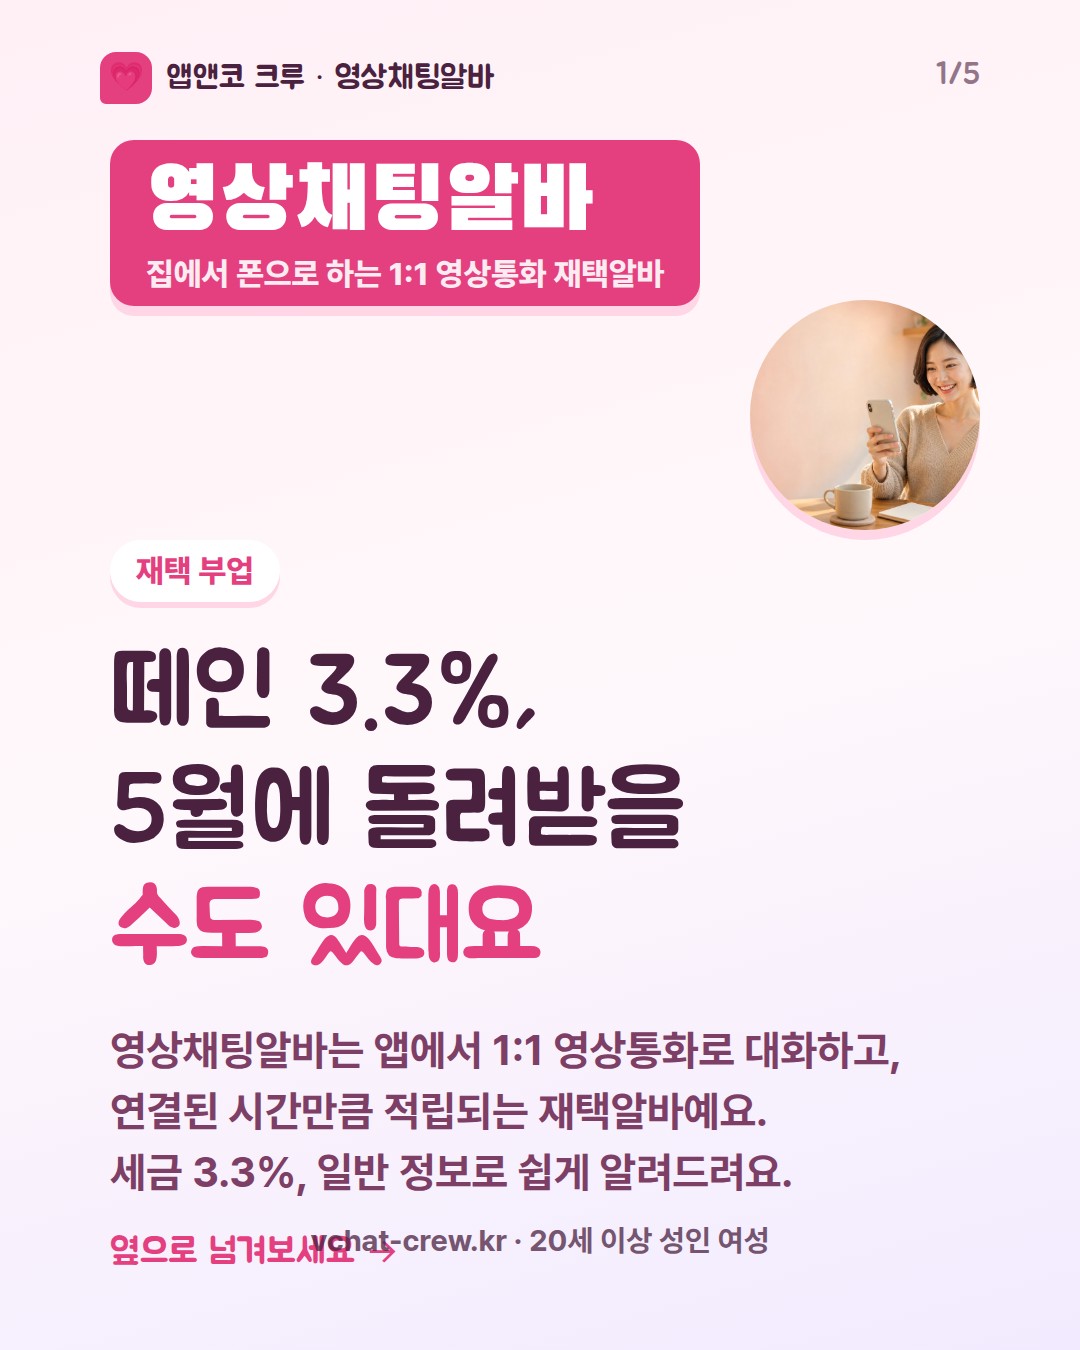 앱앤코 크루 · 영상채팅알바
1/5
영상채팅알바
집에서 폰으로 하는 1:1 영상통화 재택알바
재택 부업
떼인 3.3%,
5월에 돌려받을
수도 있대요
영상채팅알바는 앱에서 1:1 영상통화로 대화하고,
연결된 시간만큼 적립되는 재택알바예요.
세금 3.3%, 일반 정보로 쉽게 알려드려요.
옆으로 넘겨보세요 →
vchat-crew.kr · 20세 이상 성인 여성